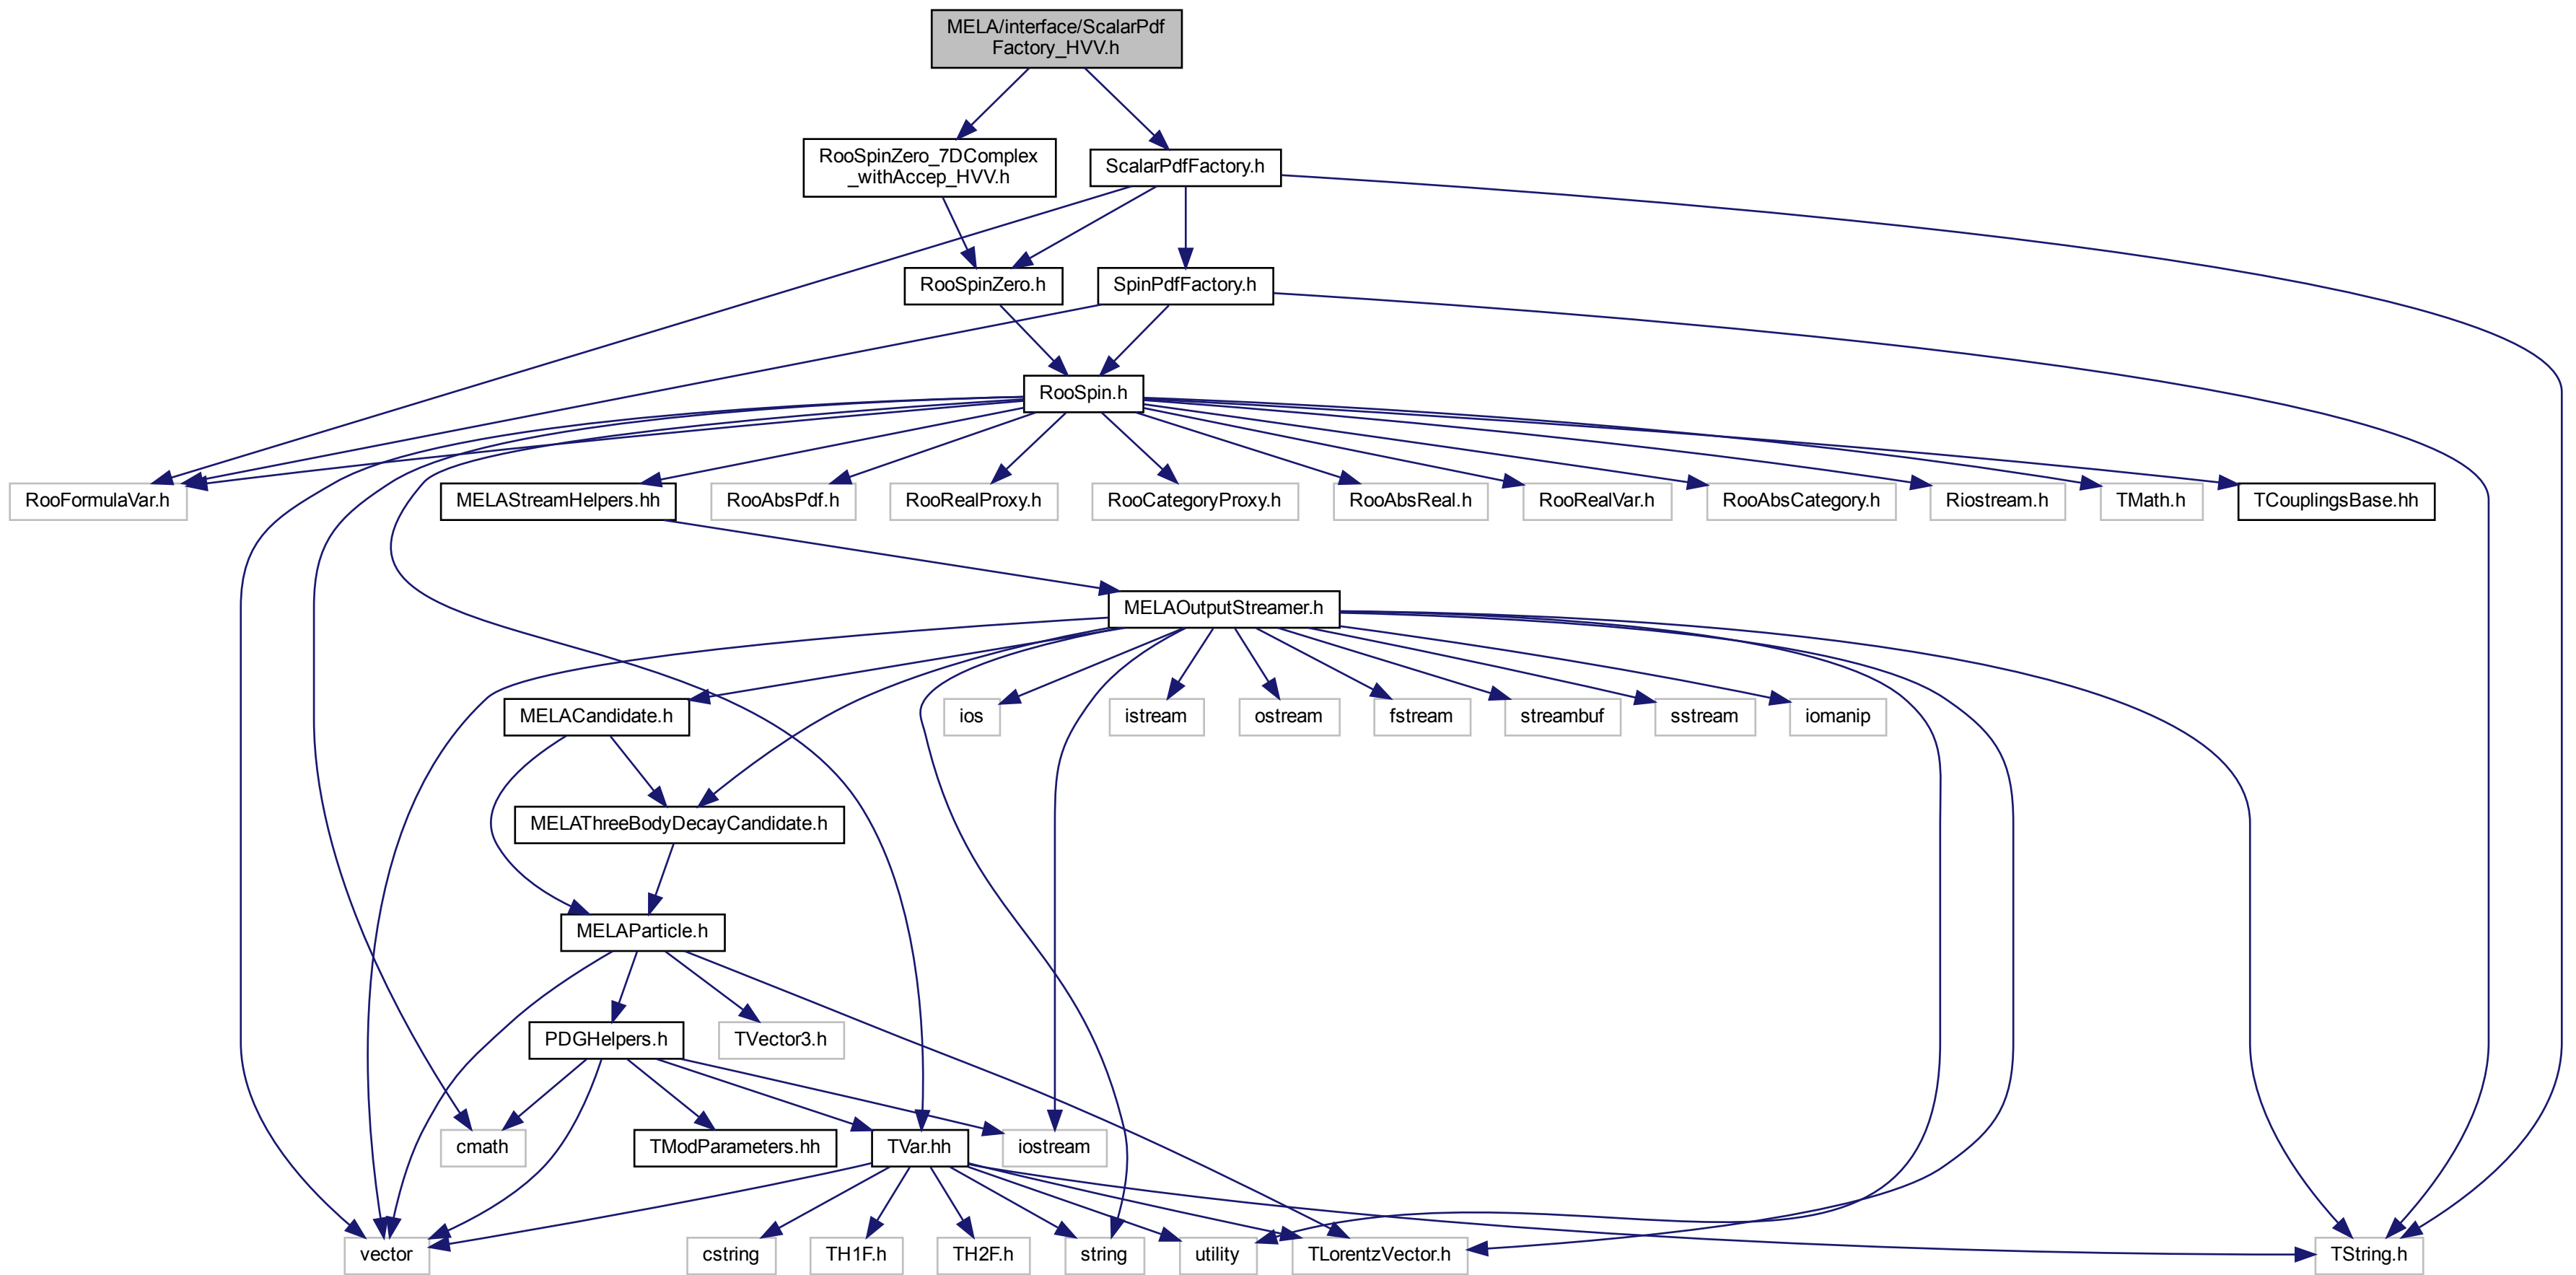 MELA/interface/ScalarPdf
Factory_HVV.h
RooSpinZero_7DComplex
_withAccep_HVV.h
ScalarPdfFactory.h
RooSpinZero.h
SpinPdfFactory.h
RooSpin.h
RooFormulaVar.h
MELAStreamHelpers.hh
RooAbsPdf.h
RooRealProxy.h
RooCategoryProxy.h
RooAbsReal.h
RooRealVar.h
RooAbsCategory.h
Riostream.h
TMath.h
TCouplingsBase.hh
MELAOutputStreamer.h
MELACandidate.h
ios
istream
ostream
fstream
streambuf
sstream
iomanip
MELAThreeBodyDecayCandidate.h
MELAParticle.h
PDGHelpers.h
TVector3.h
cmath
TModParameters.hh
TVar.hh
iostream
vector
cstring
TH1F.h
TH2F.h
string
utility
TLorentzVector.h
TString.h